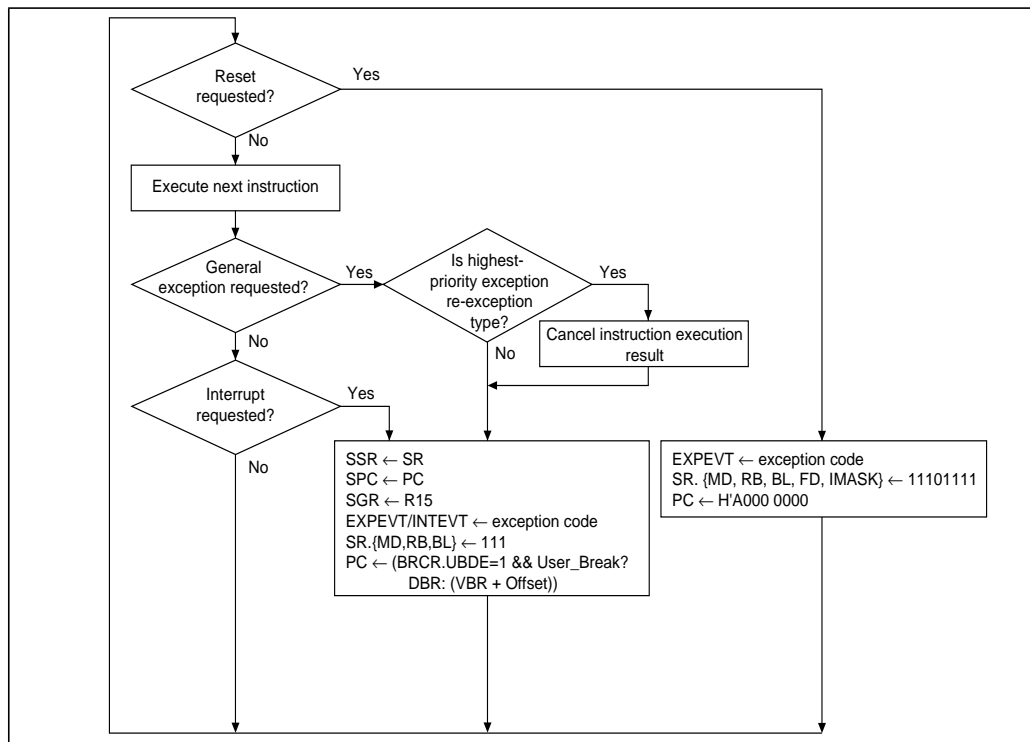 Reset
requested?
Yes
No
Execute next instruction
General
exception requested?
Yes
Is highest-
priority exception
re-exception
type?
Yes
No
Cancel instruction execution
result
No
Interrupt
requested?
Yes
No
SSR ← SR
SPC ← PC
SGR ← R15
EXPEVT/INTEVT ← exception code
SR.{MD,RB,BL} ← 111
PC ← (BRCR.UBDE=1 && User_Break?
DBR: (VBR + Offset))
EXPEVT ← exception code
SR. {MD, RB, BL, FD, IMASK} ← 11101111
PC ← H'A000 0000